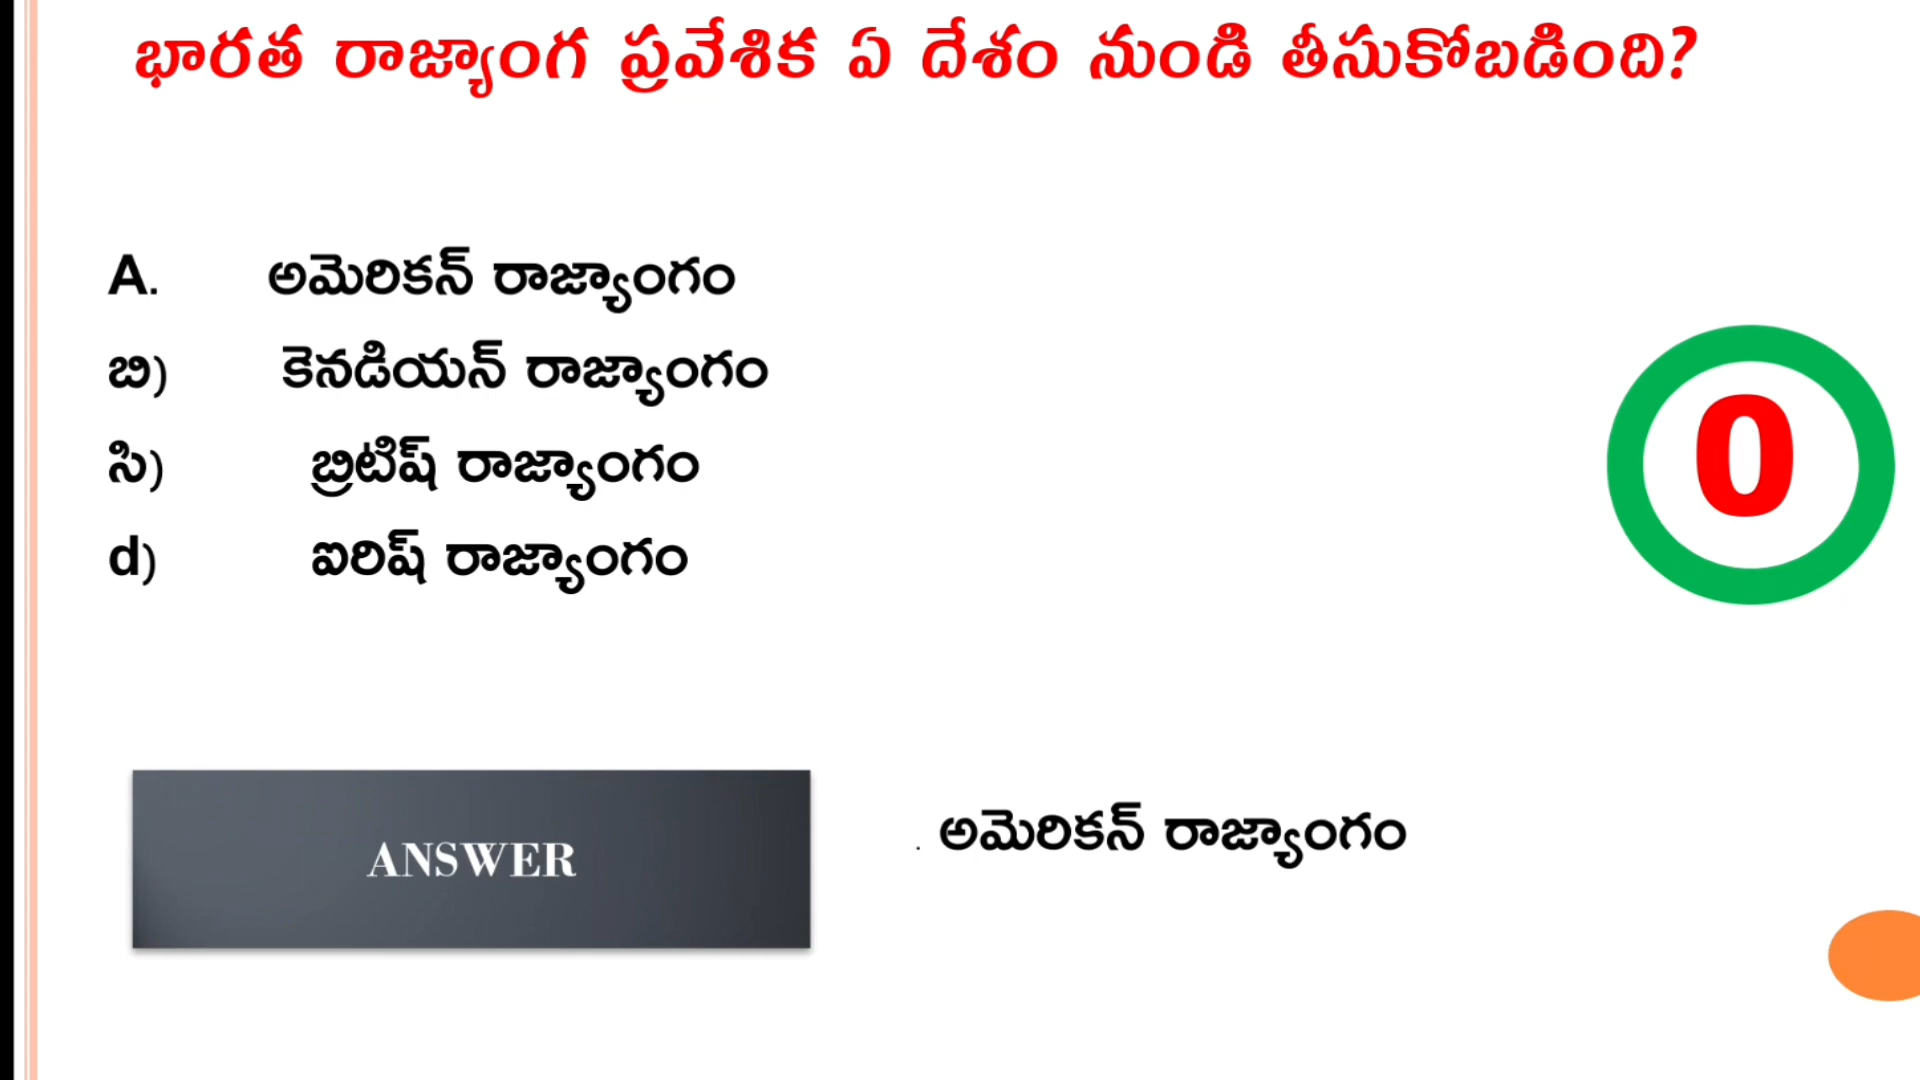 భారత రాజ్యాంగ ప్రవేశిక ఏ దేశం నుండి తీసుకోబడింది?
A. అమెరికన్ రాజ్యాంగం
బి) కెనడియన్ రాజ్యాంగం
సి) బ్రిటిష్ రాజ్యాంగం
d) ఐరిష్ రాజ్యాంగం
0
ANSWER
. అమెరికన్ రాజ్యాంగం